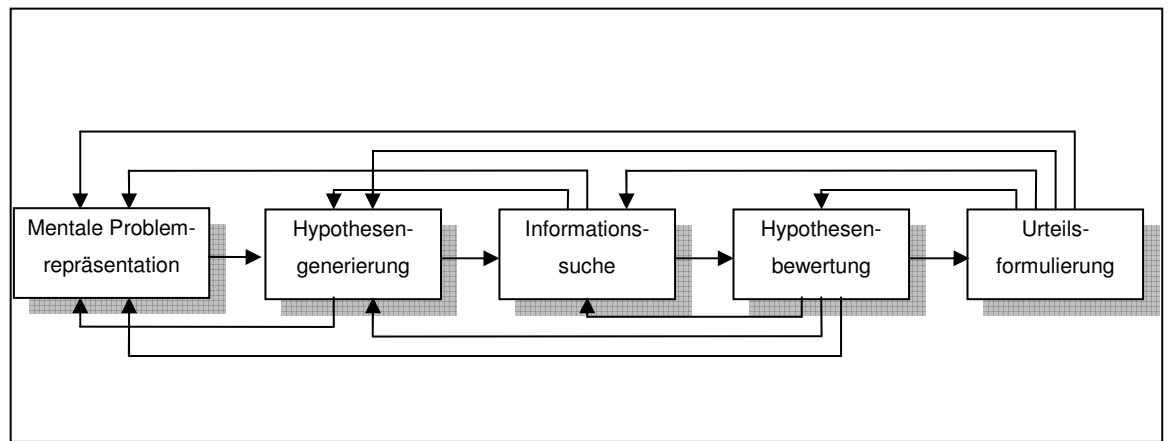 Mentale Problem-
repräsentation
Hypothesen-
generierung
Informations-
suche
Hypothesen-
bewertung
Urteils-
formulierung